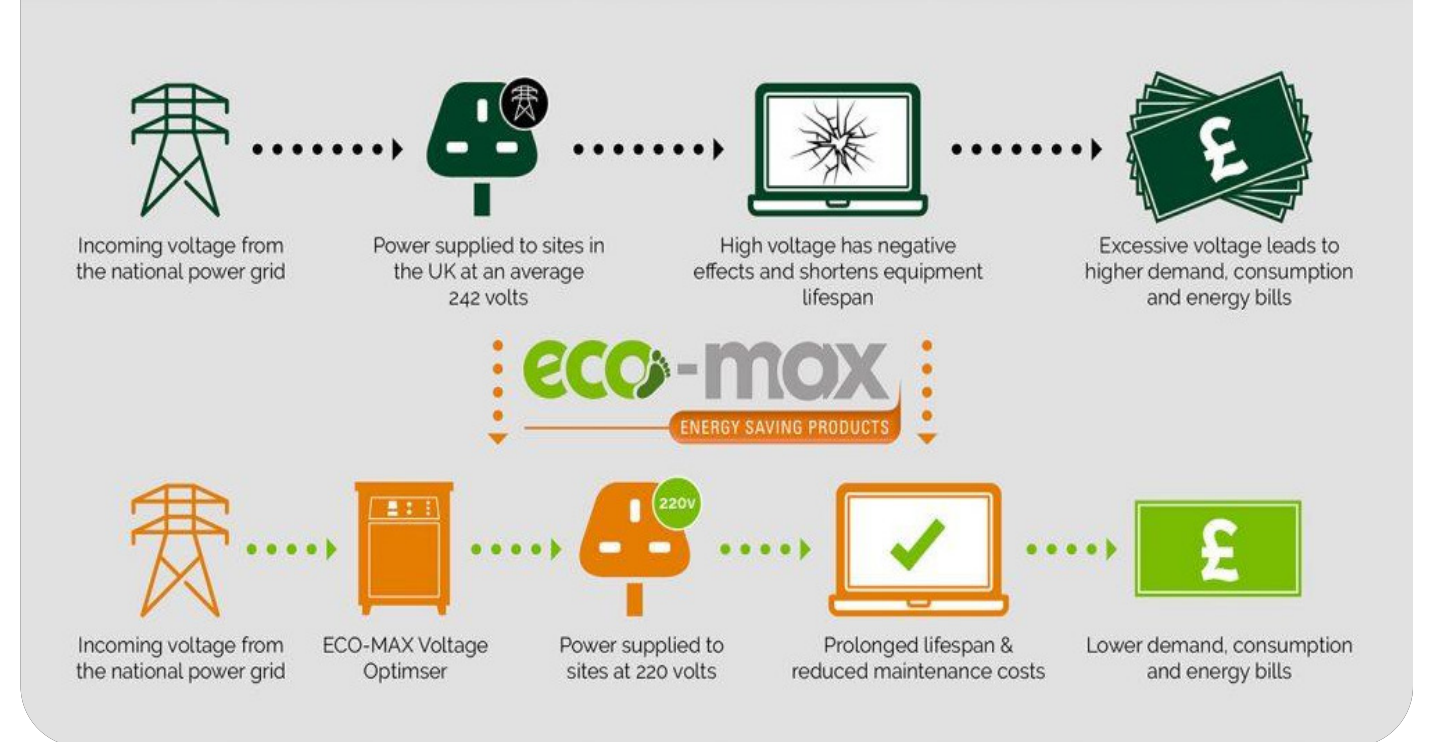 Incoming voltage from
the national power grid
Power supplied to sites in
the UK at an average
242 volts
High voltage has negative
effects and shortens equipment
lifespan
£
Excessive voltage leads to
higher demand, consumption
and energy bills
eco-max
ENERGY SAVING PRODUCTS
Incoming voltage from
the national power grid
ECO-MAX Voltage
Optimser
220V
Power supplied to
sites at 220 volts
Prolonged lifespan &
reduced maintenance costs
£
Lower demand, consumption
and energy bills